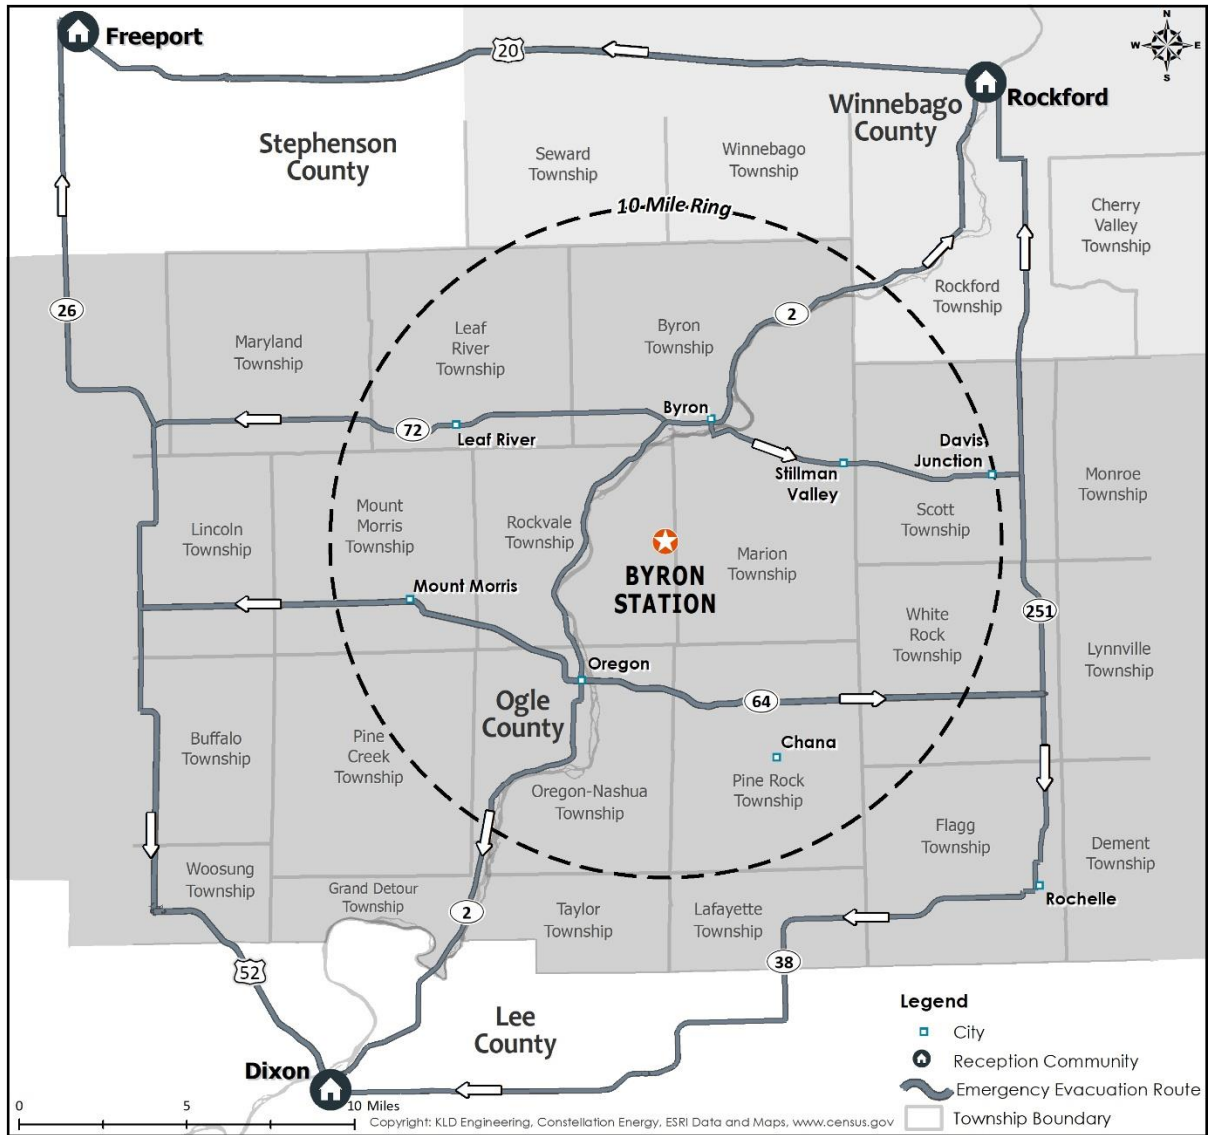 N
W
E
S
Freeport
20
Rockford
Winnebago
County
Stephenson
County
Seward
Township
Winnebago
Township
10-Mile Ring
Cherry
Valley
Township
26
2
Rockford
Township
Maryland
Township
Leaf
River
Township
Byron
Township
Byron
72
Leaf River
Stillman
Valley
Davis
Junction
Monroe
Township
Lincoln
Township
Mount
Morris
Township
Rockvale
Township
Scott
Township
Marion
Township
BYRON
STATION
Mount Morris
White
Rock
Township
251
Lynnville
Township
Oregon
Ogle
County
64
Buffalo
Township
Pine
Creek
Township
Chana
Oregon-Nashua
Township
Pine Rock
Township
Flagg
Township
Dement
Township
Woosung
Township
Grand Detour
Township
Rochelle
2
Taylor
Township
Lafayette
Township
52
38
Lee
County
Dixon
Legend
City
Reception Community
Emergency Evacuation Route
Township Boundary
0
5
10 Miles
Copyright: KLD Engineering, Constellation Energy, ESRI Data and Maps, www.census.gov